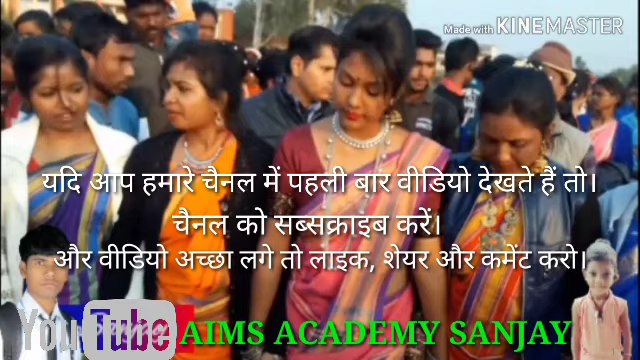 Made with KINEMASTER
यदि आप हमारे चैनल में पहली बार वीडियो देखते हैं तो।
चैनल को सब्सक्राइब करें।
और वीडियो अच्छा लगे तो लाइक, शेयर और कमेंट करो।
YouTube AIMS ACADEMY SANJAY